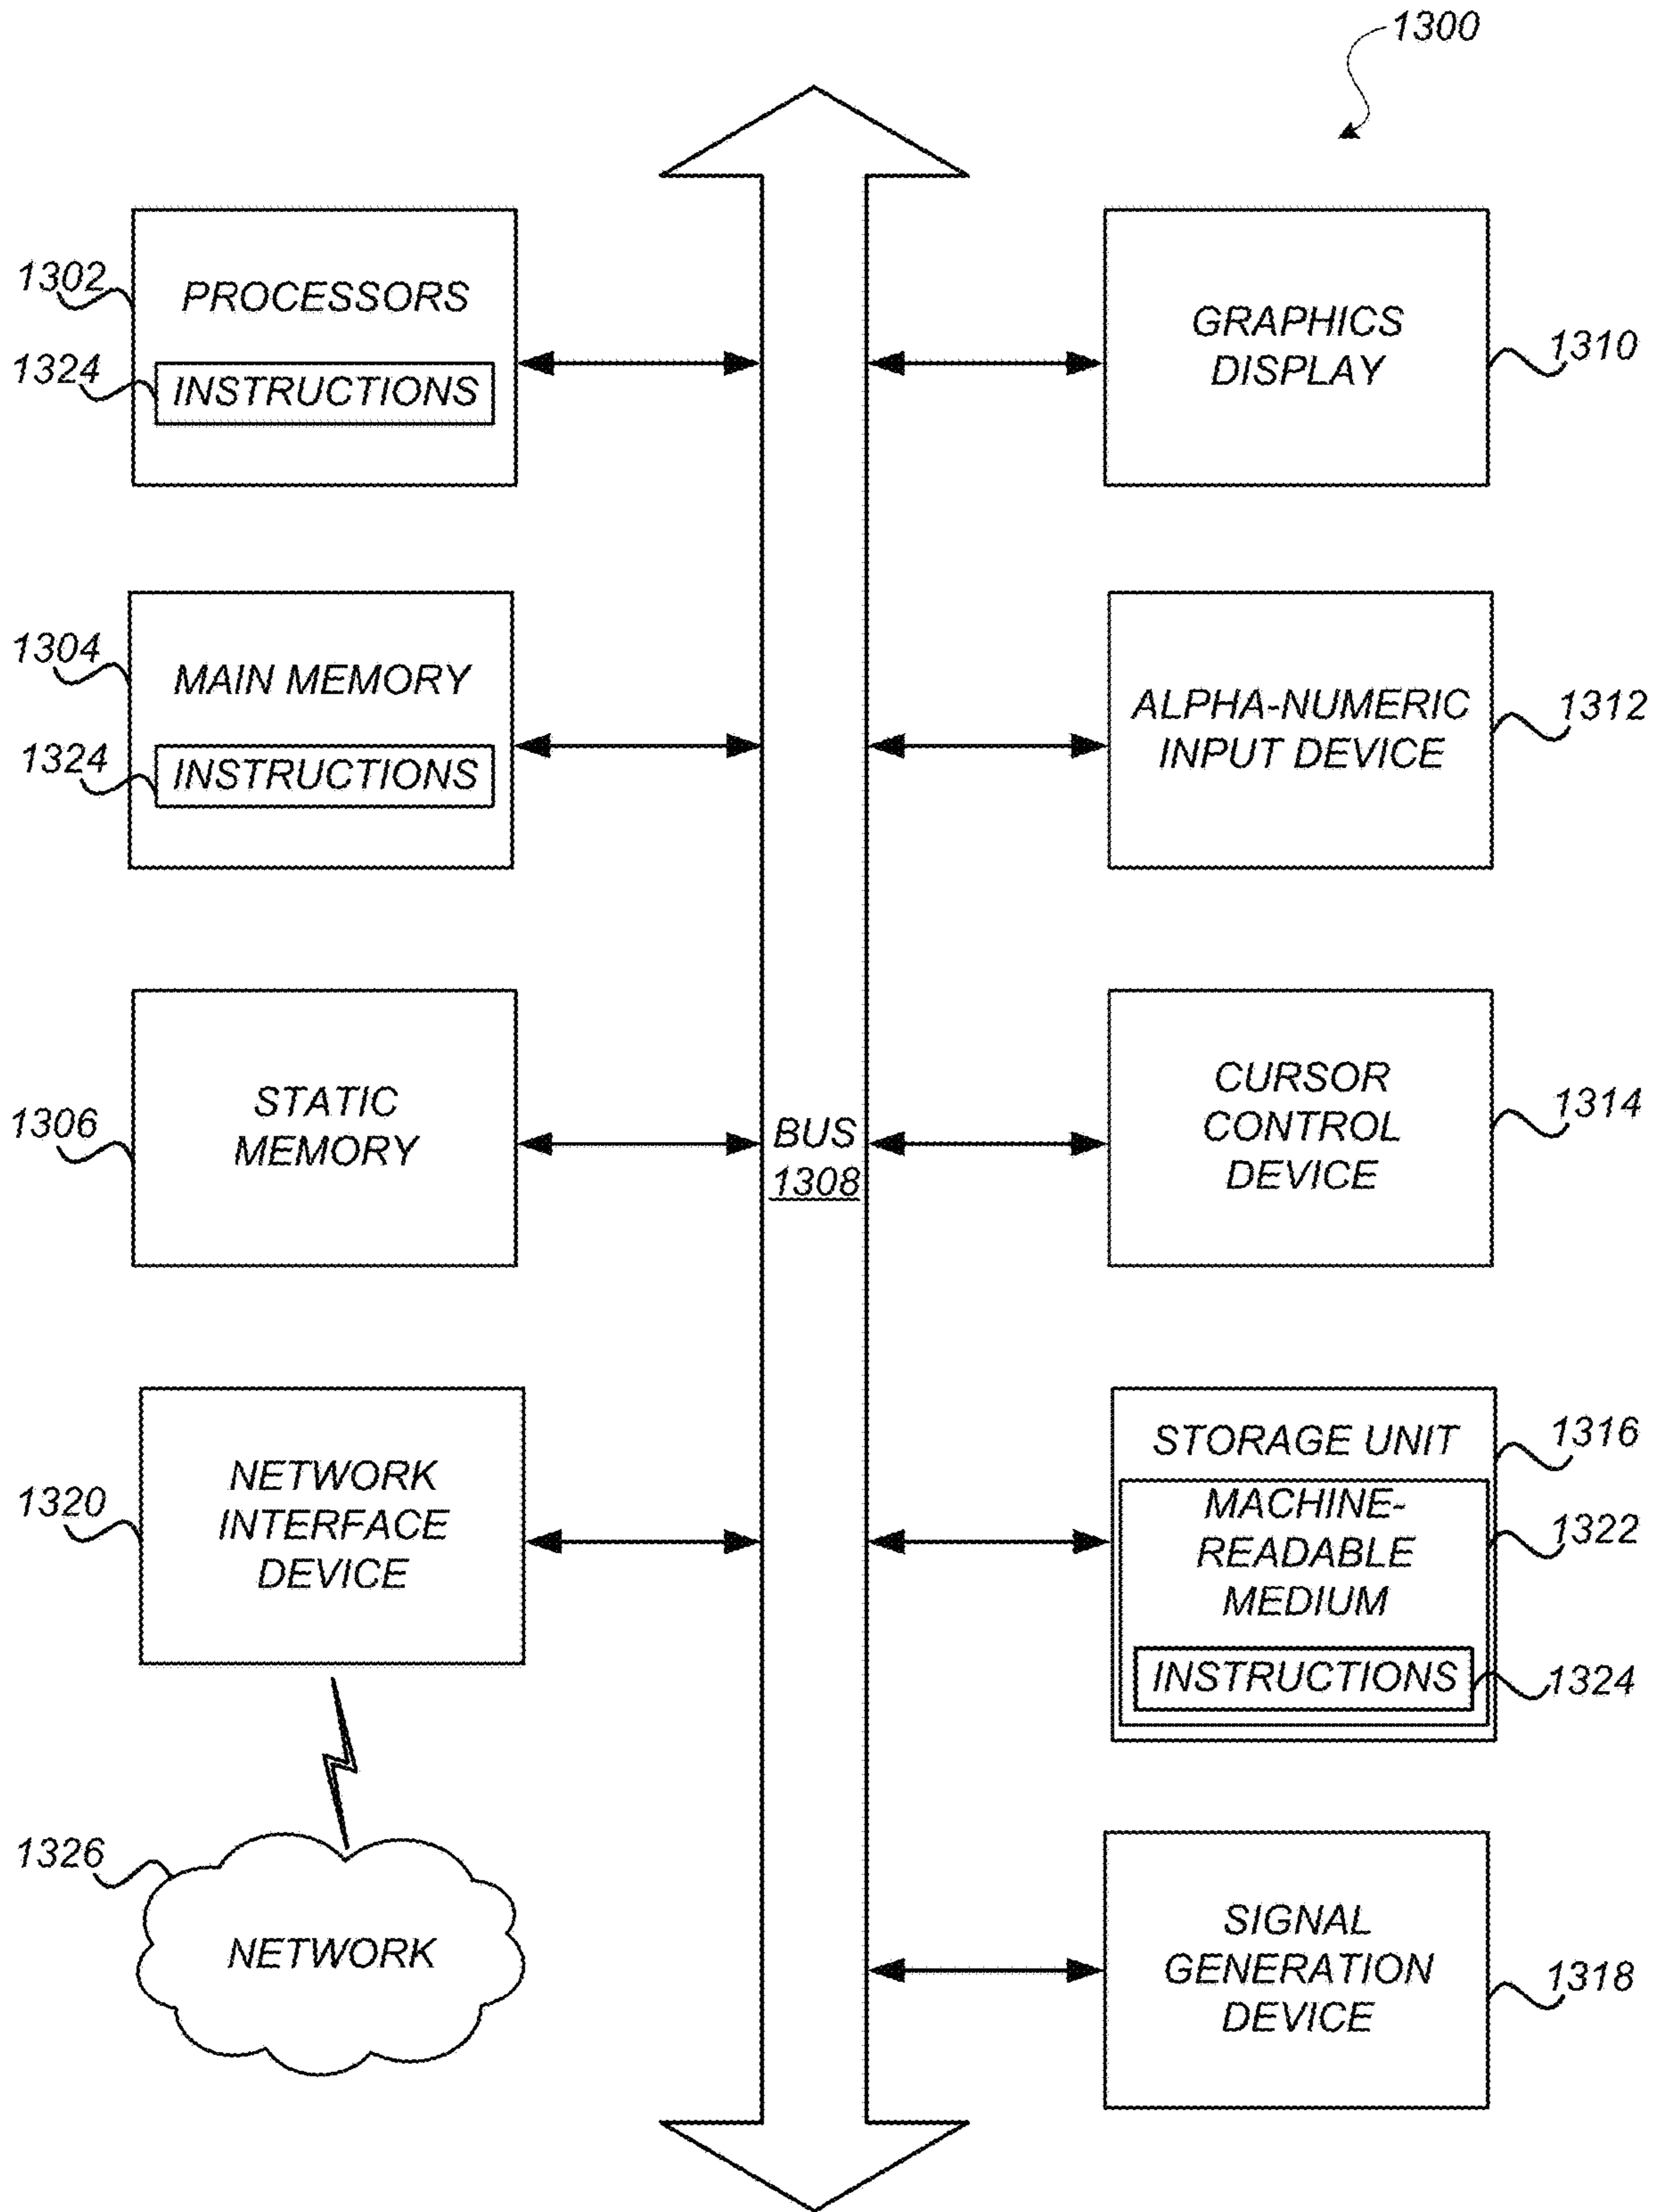 1300
1302
PROCESSORS
1324
INSTRUCTIONS
GRAPHICS
DISPLAY
1310
1304
MAIN MEMORY
1324
INSTRUCTIONS
ALPHA-NUMERIC
INPUT DEVICE
1312
1306
STATIC
MEMORY
BUS
1308
CURSOR
CONTROL
DEVICE
1314
1320
NETWORK
INTERFACE
DEVICE
STORAGE UNIT
1316
MACHINE-
READABLE
MEDIUM
1322
INSTRUCTIONS
1324
1326
NETWORK
SIGNAL
GENERATION
DEVICE
1318